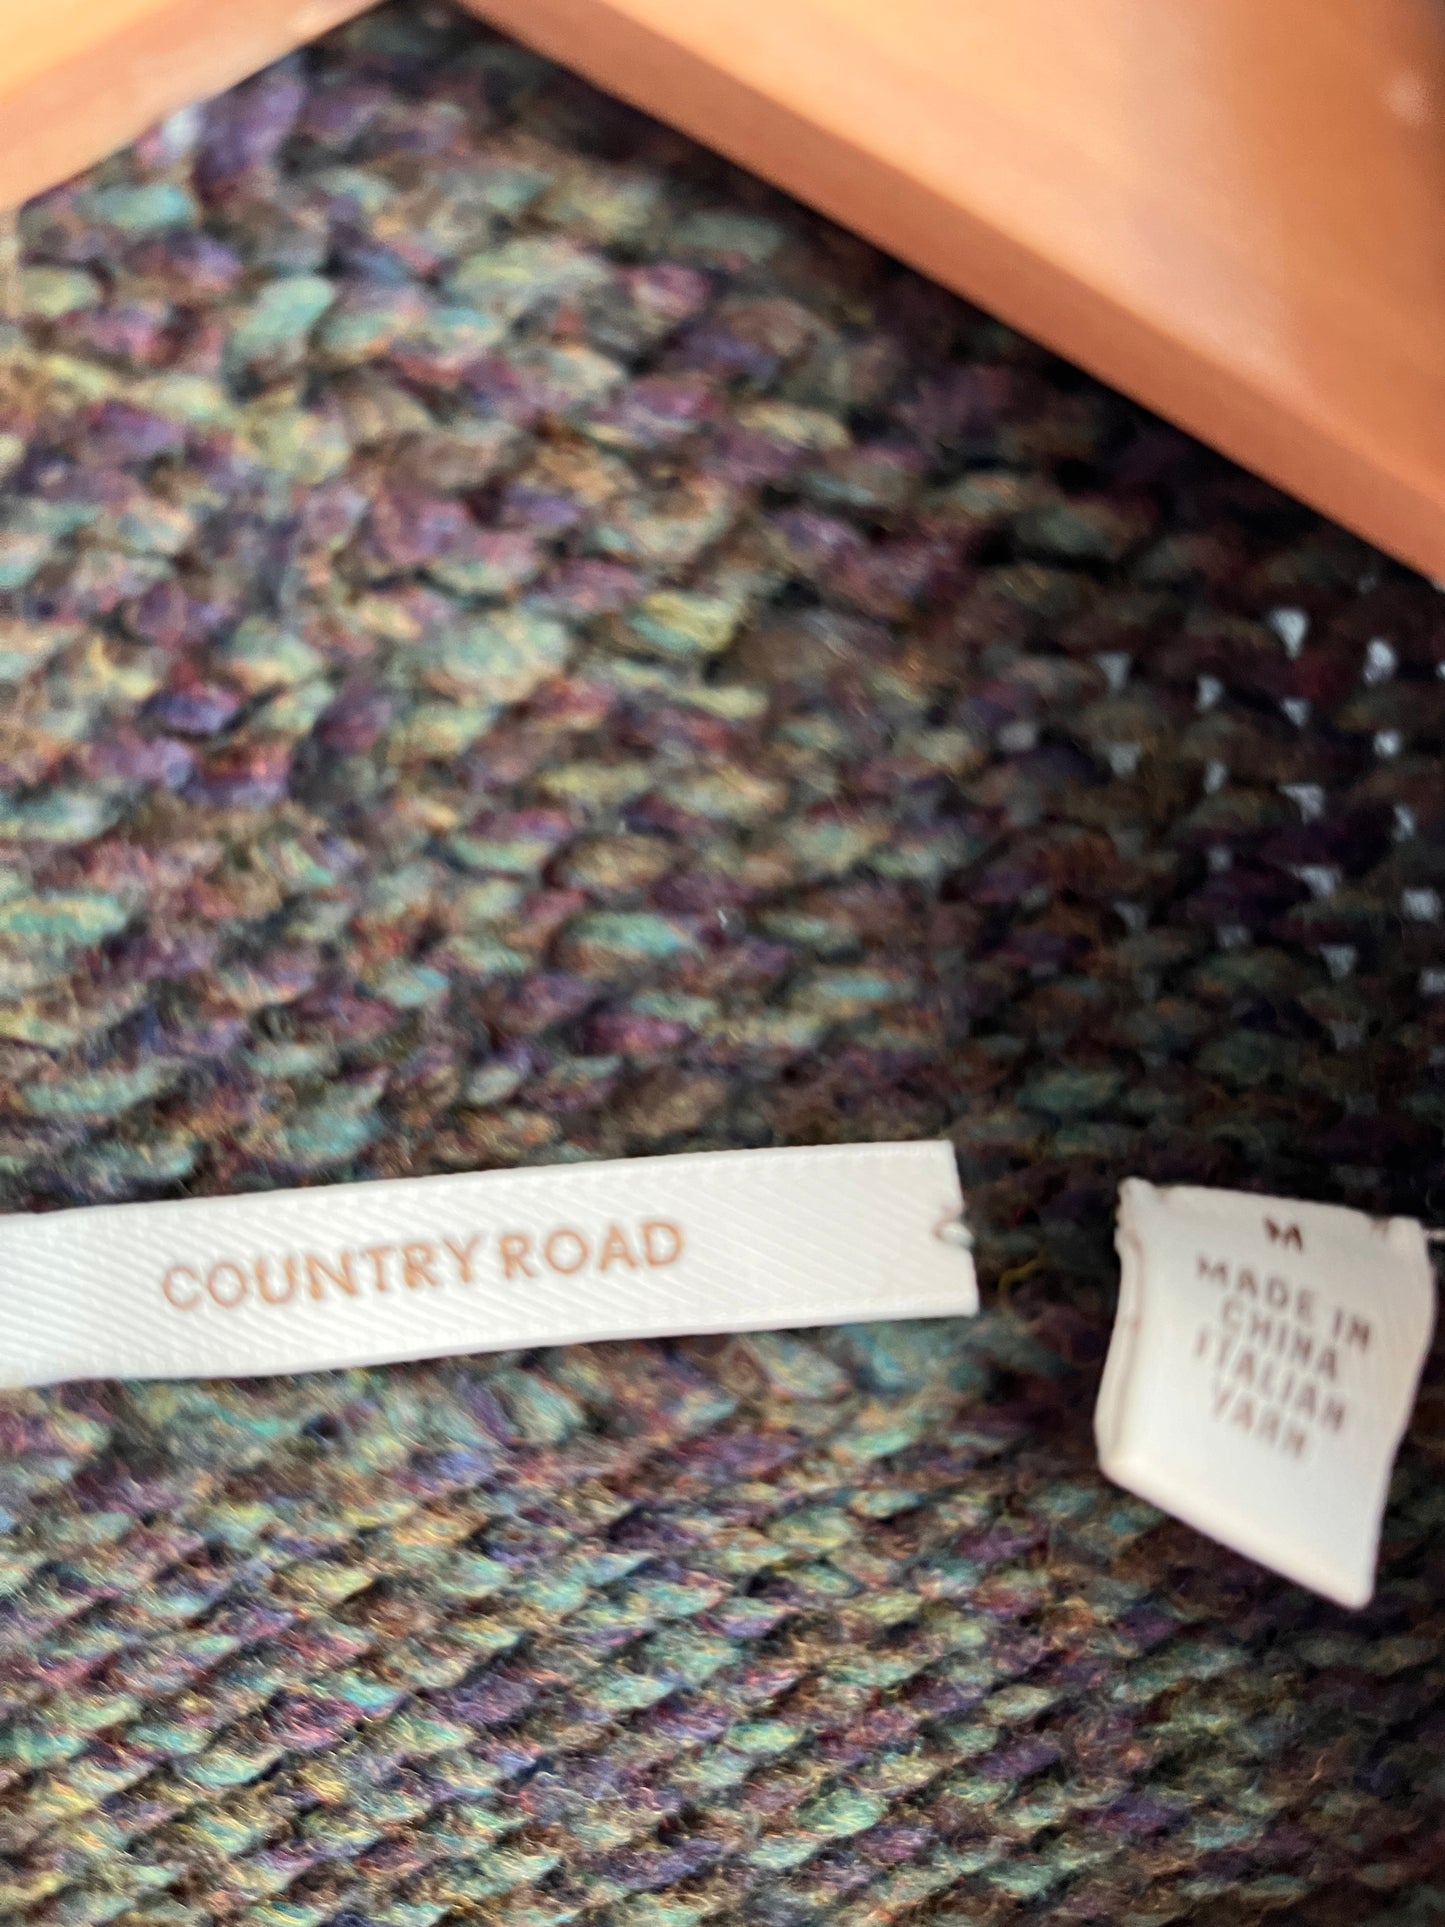 COUNTRY ROAD
M
MADE IN
CHINA
ITALIAN
YARN